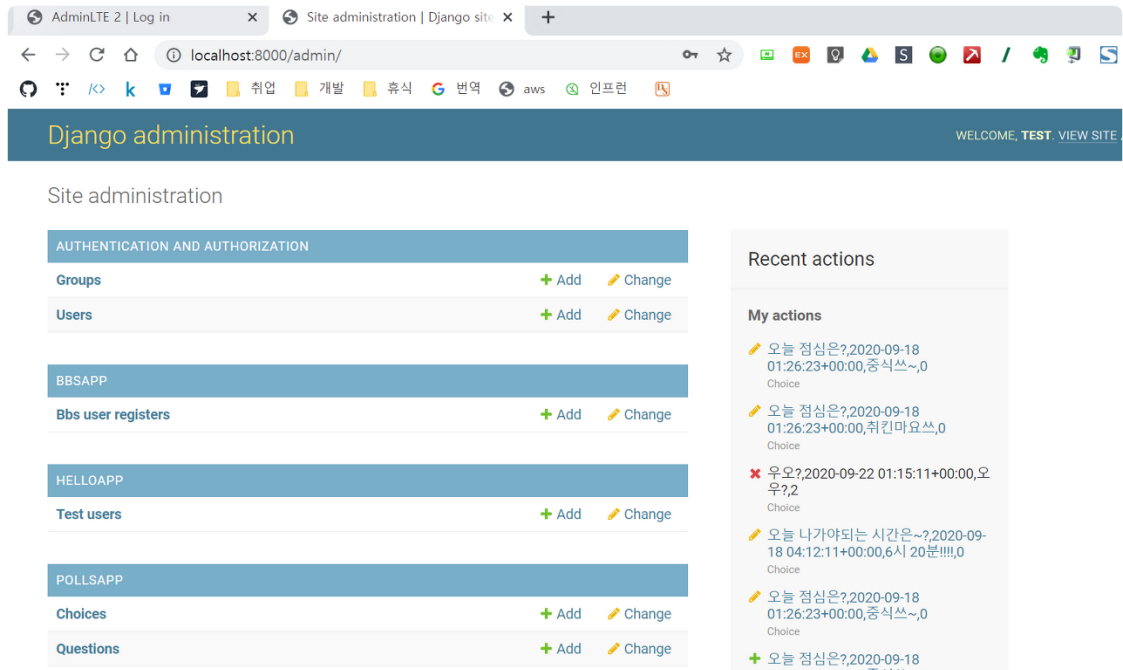 AdminLTE 2 | Log in
Site administration | Django site
localhost:8000/admin/
취업
개발
휴식
번역
aws
인프런
Django administration
WELCOME, TEST. VIEW SITE /
Site administration
AUTHENTICATION AND AUTHORIZATION
Groups Add Change
Users Add Change
BBSAPP
Bbs user registers Add Change
HELLOAPP
Test users Add Change
POLLSAPP
Choices Add Change
Questions Add Change
Recent actions
My actions
오늘 점심은?,2020-09-18
01:26:23+00:00,중식쓰~,0
Choice
오늘 점심은?,2020-09-18
01:26:23+00:00,취킨마요쓰,0
Choice
우오?,2020-09-22 01:15:11+00:00,오
우?,2
Choice
오늘 나가야되는 시간은~?,2020-09-
18 04:12:11+00:00,6시 20분!!!!,0
Choice
오늘 점심은?,2020-09-18
01:26:23+00:00,중식쓰~,0
Choice
오늘 점심은?,2020-09-18